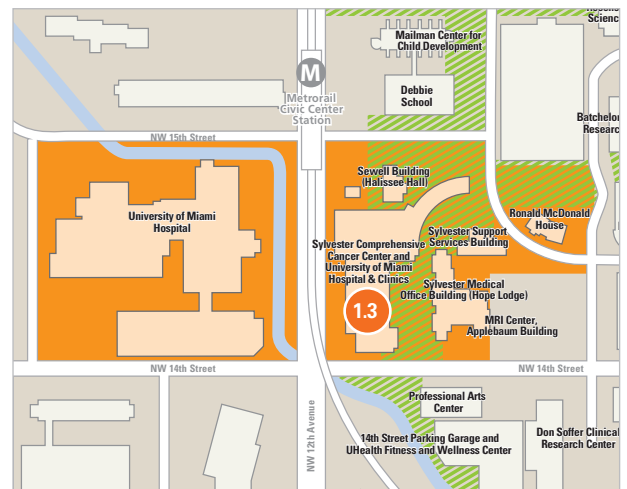 Science
Mailman Center for
Child Development
M
Metrorail
Civic Center
Station
Debbie
School
Batchelor
Research
NW 15th Street
Sewell Building
(Halissee Hall)
University of Miami
Hospital
Ronald McDonald
House
Sylvester Support
Services Building
Sylvester Comprehensive
Cancer Center and
University of Miami
Hospital & Clinics
Sylvester Medical
Office Building (Hope Lodge)
1.3
MRI Center,
Applebaum Building
NW 14th Street
NW 14th Street
Professional Arts
Center
NW 12th Avenue
14th Street Parking Garage and
UHealth Fitness and Wellness Center
Don Soffer Clinical
Research Center